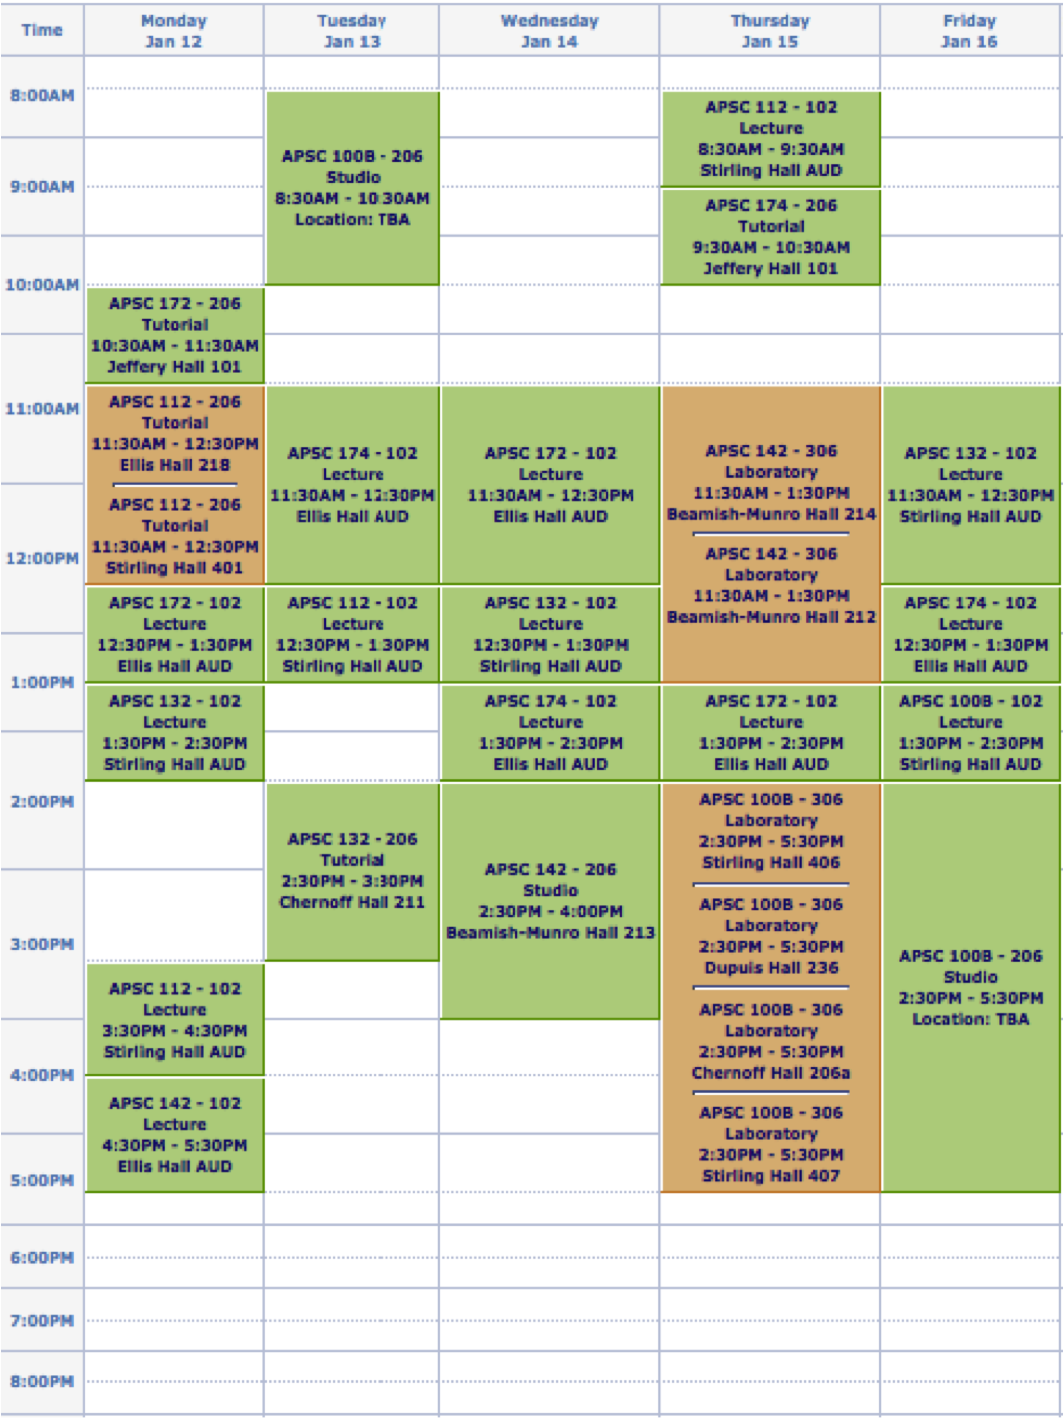 Time
Monday
Jan 12
Tuesday
Jan 13
Wednesday
Jan 14
Thursday
Jan 15
Friday
Jan 16
8:00AM
9:00AM
10:00AM
11:00AM
12:00PM
1:00PM
2:00PM
3:00PM
4:00PM
5:00PM
6:00PM
7:00PM
8:00PM
APSC 172 - 206
Tutorial
10:30AM - 11:30AM
Jeffery Hall 101
APSC 112 - 206
Tutorial
11:30AM - 12:30PM
Ellis Hall 218
APSC 112 - 206
Tutorial
11:30AM - 12:30PM
Stirling Hall 401
APSC 172 - 102
Lecture
12:30PM - 1:30PM
Ellis Hall AUD
APSC 132 - 102
Lecture
1:30PM - 2:30PM
Stirling Hall AUD
APSC 112 - 102
Lecture
3:30PM - 4:30PM
Stirling Hall AUD
APSC 142 - 102
Lecture
4:30PM - 5:30PM
Ellis Hall AUD
APSC 100B - 206
Studio
8:30AM - 10:30AM
Location: TBA
APSC 174 - 102
Lecture
11:30AM - 12:30PM
Ellis Hall AUD
APSC 112 - 102
Lecture
12:30PM - 1:30PM
Stirling Hall AUD
APSC 132 - 206
Tutorial
2:30PM - 3:30PM
Chernoff Hall 211
APSC 172 - 102
Lecture
11:30AM - 12:30PM
Ellis Hall AUD
APSC 132 - 102
Lecture
12:30PM - 1:30PM
Stirling Hall AUD
APSC 174 - 102
Lecture
1:30PM - 2:30PM
Ellis Hall AUD
APSC 142 - 206
Studio
2:30PM - 4:00PM
Beamish-Munro Hall 213
APSC 112 - 102
Lecture
8:30AM - 9:30AM
Stirling Hall AUD
APSC 174 - 206
Tutorial
9:30AM - 10:30AM
Jeffery Hall 101
APSC 142 - 306
Laboratory
11:30AM - 1:30PM
Beamish-Munro Hall 214
APSC 142 - 306
Laboratory
11:30AM - 1:30PM
Beamish-Munro Hall 212
APSC 172 - 102
Lecture
1:30PM - 2:30PM
Ellis Hall AUD
APSC 100B - 306
Laboratory
2:30PM - 5:30PM
Stirling Hall 406
APSC 100B - 306
Laboratory
2:30PM - 5:30PM
Dupuis Hall 236
APSC 100B - 306
Laboratory
2:30PM - 5:30PM
Chernoff Hall 206a
APSC 100B - 306
Laboratory
2:30PM - 5:30PM
Stirling Hall 407
APSC 132 - 102
Lecture
11:30AM - 12:30PM
Stirling Hall AUD
APSC 174 - 102
Lecture
12:30PM - 1:30PM
Ellis Hall AUD
APSC 100B - 102
Lecture
1:30PM - 2:30PM
Stirling Hall AUD
APSC 100B - 206
Studio
2:30PM - 5:30PM
Location: TBA